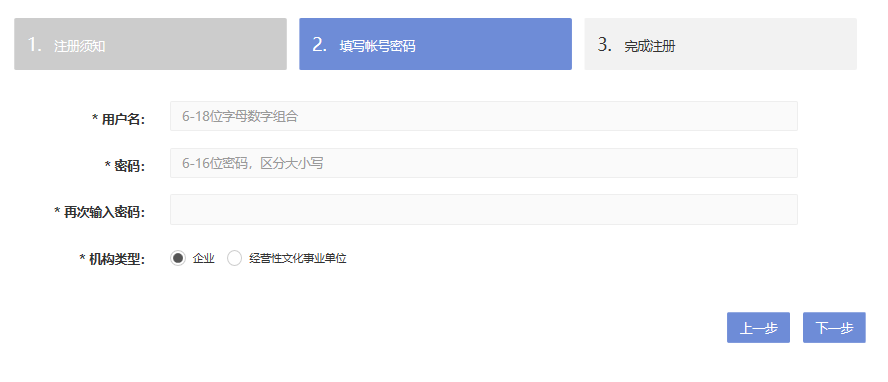 1. 注册须知 2. 填写帐号密码 3. 完成注册
* 用户名： 6-18位字母数字组合
* 密码： 6-16位密码，区分大小写
* 再次输入密码：
* 机构类型： 企业 经营性文化事业单位
上一步 下一步